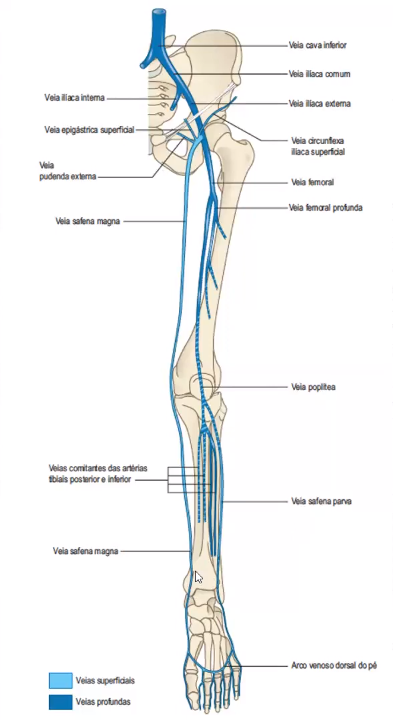 Veia cava inferior
Veia ilíaca comum
Veia ilíaca interna
Veia ilíaca externa
Veia epigástrica superficial
Veia circunflexa
ilíaca superficial
Veia
pudenda externa
Veia femoral
Veia femoral profunda
Veia safena magna
Veia poplítea
Veias comitantes das artérias
tibiais posterior e inferior
Veia safena parva
Veia safena magna
Arco venoso dorsal do pé
Veias superficiais
Veias profundas